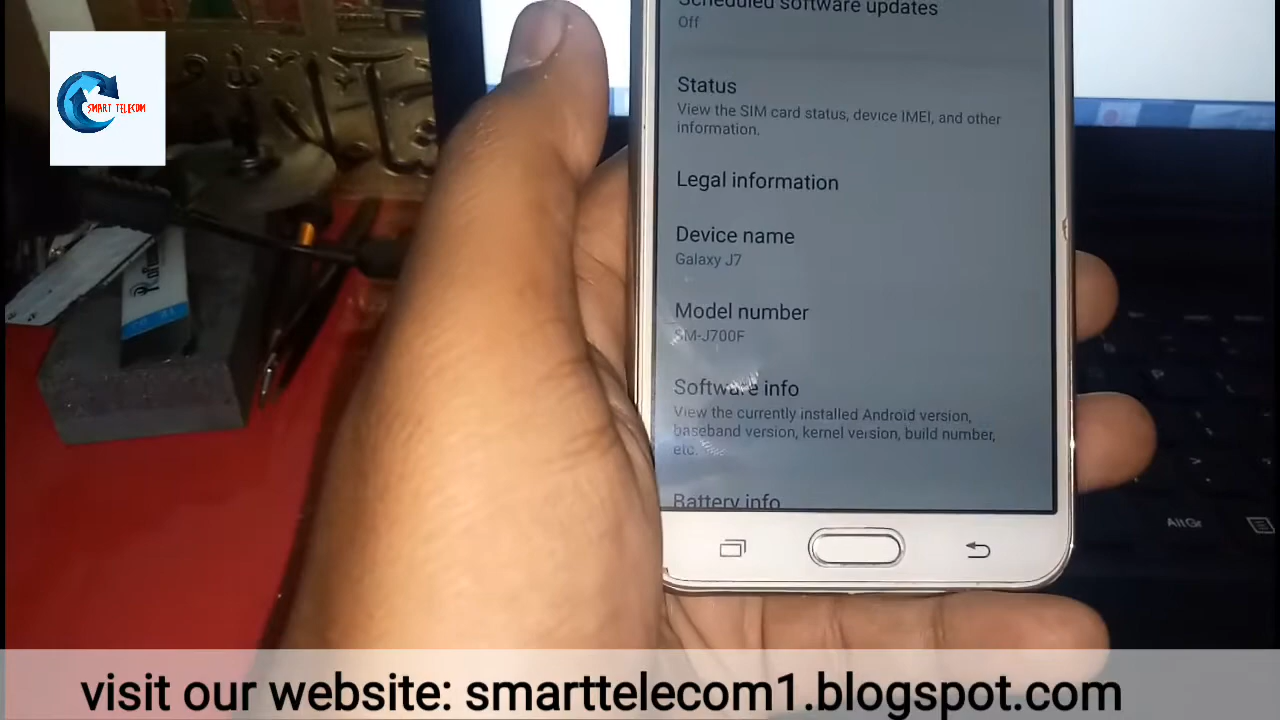 SMART TELECOM
Scheduled software updates
Off
Status
View the SIM card status, device IMEI, and other
information.
Legal information
Device name
Galaxy J7
Model number
SM-J700F
Software info
View the currently installed Android version,
baseband version, kernel version, build number,
etc.
Battery info
AltGr
visit our website: smarttelecom1.blogspot.com